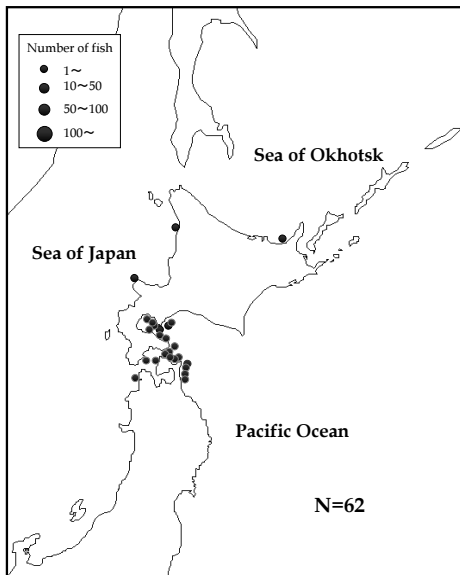 Number of fish
1~
10~50
50~100
100~
Sea of Okhotsk
Sea of Japan
Pacific Ocean
N=62